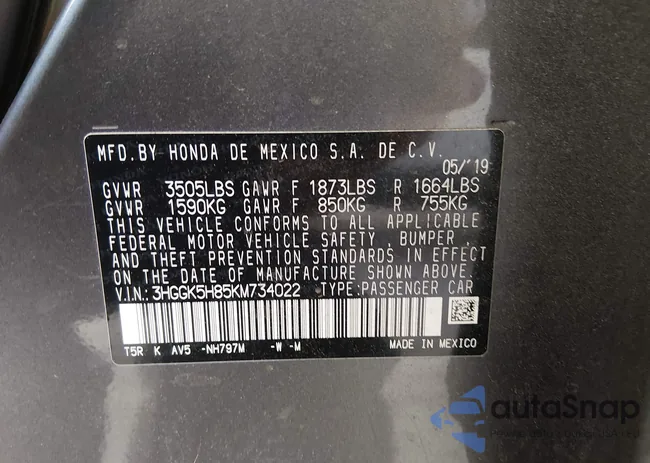 MFD.BY HONDA DE MEXICO S.A. DE C.V.
05/'19
GVWR 3505LBS GAWR F 1873LBS R 1664LBS
GVWR 1590KG GAWR F 850KG R 755KG
THIS VEHICLE CONFORMS TO ALL APPLICABLE
FEDERAL MOTOR VEHICLE SAFETY , BUMPER ,
AND THEFT PREVENTION STANDARDS IN EFFECT
ON THE DATE OF MANUFACTURE SHOWN ABOVE.
V.I.N.: 3HGGK5H85KM734022 TYPE:PASSENGER CAR
T5R K AV5 -NH797M -W -M MADE IN MEXICO
autoSnap